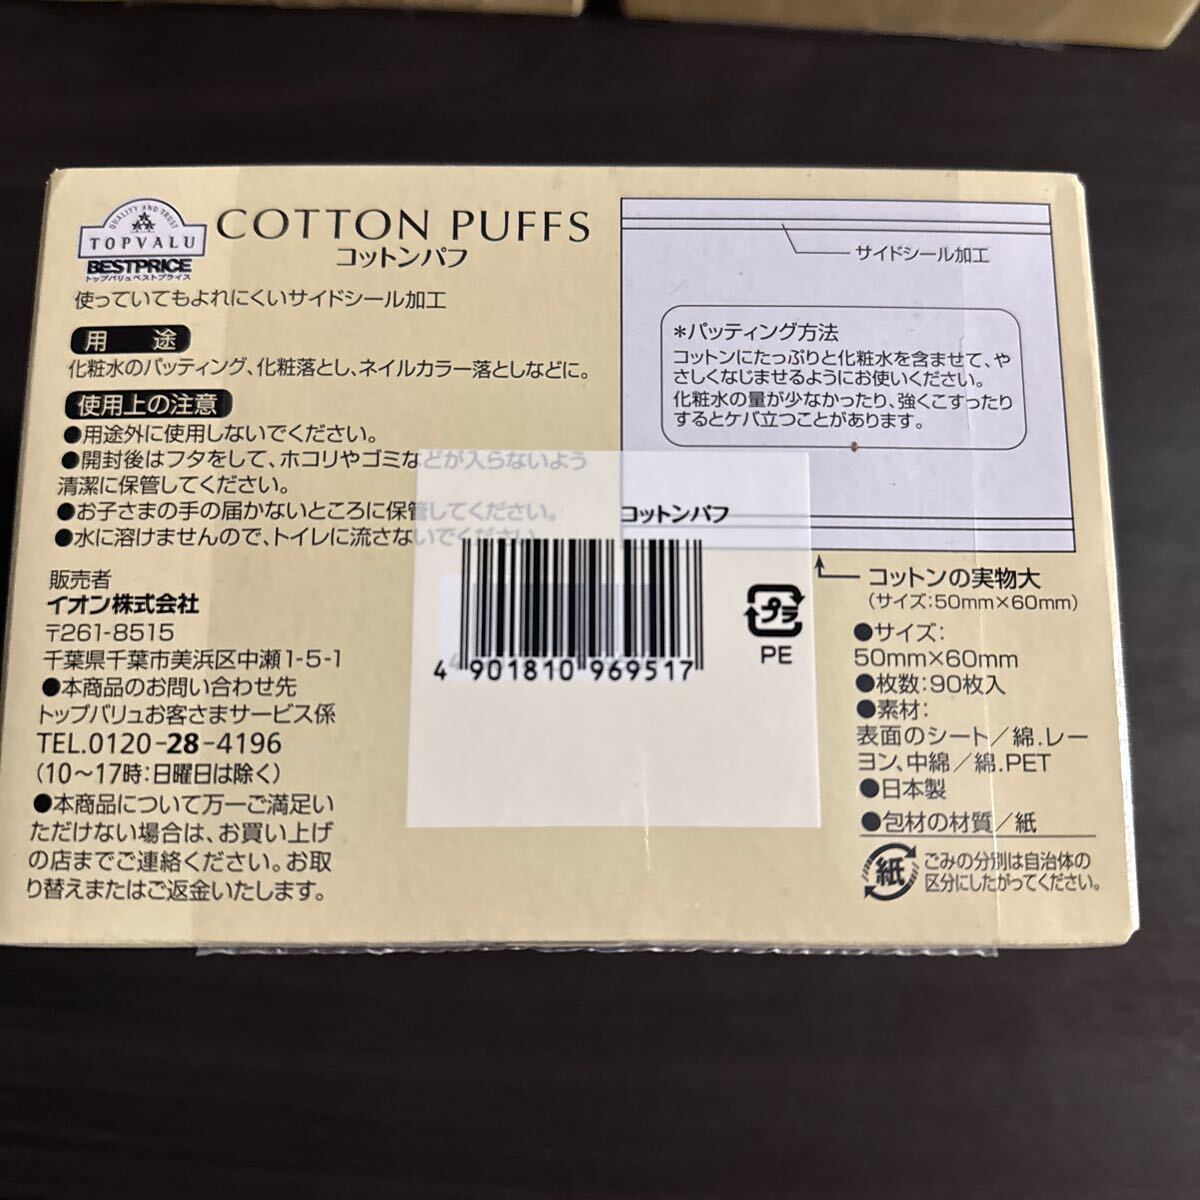 QUALITY AND TRUST
TOPVALU
BESTPRICE
トップバリュベストプライス
COTTON PUFFS
コットンパフ
使っていてもよれにくいサイドシール加工
用途
化粧水のパッティング、化粧落とし、ネイルカラー落としなどに。
使用上の注意
●用途外に使用しないでください。
●開封後はフタをして、ホコリやゴミなどが入らないよう
清潔に保管してください。
●お子さまの手の届かないところに保管してください。
●水に溶けませんので、トイレに流さないでください。
販売者
イオン株式会社
〒261-8515
千葉県千葉市美浜区中瀬1-5-1
●本商品のお問い合わせ先
トップバリュお客さまサービス係
TEL.0120-28-4196
(10〜17時:日曜日は除く)
●本商品について万一ご満足い
ただけない場合は、お買い上げ
の店までご連絡ください。お取
り替えまたはご返金いたします。
コットンパフ
4 901810 969517
プラ
PE
サイドシール加工
*パッティング方法
コットンにたっぷりと化粧水を含ませて、や
さしくなじませるようにお使いください。
化粧水の量が少なかったり、強くこすったり
するとケバ立つことがあります。
コットンの実物大
(サイズ:50mm×60mm)
●サイズ:
50mm×60mm
●枚数:90枚入
●素材:
表面のシート/綿.レー
ヨン、中綿/綿.PET
●日本製
●包材の材質/紙
紙
ごみの分別は自治体の
区分にしたがってください。